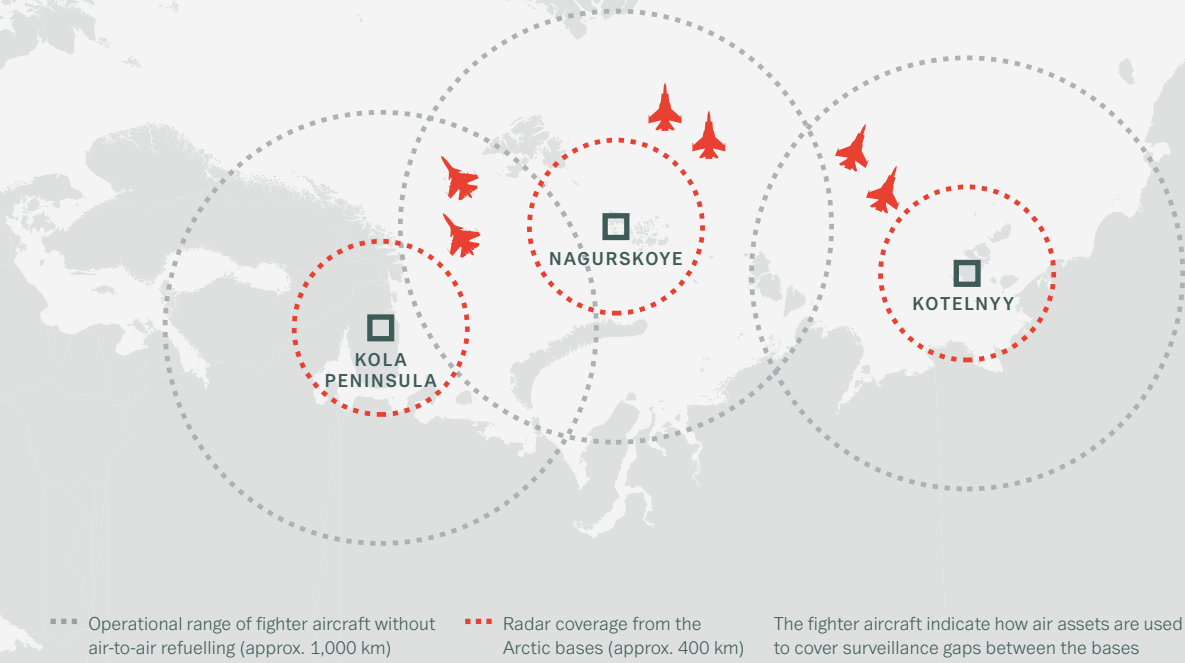 NAGURSKOYE
KOTELNYY
KOLA
PENINSULA
Operational range of fighter aircraft without
air-to-air refuelling (approx. 1,000 km)
Radar coverage from the
Arctic bases (approx. 400 km)
The fighter aircraft indicate how air assets are used
to cover surveillance gaps between the bases